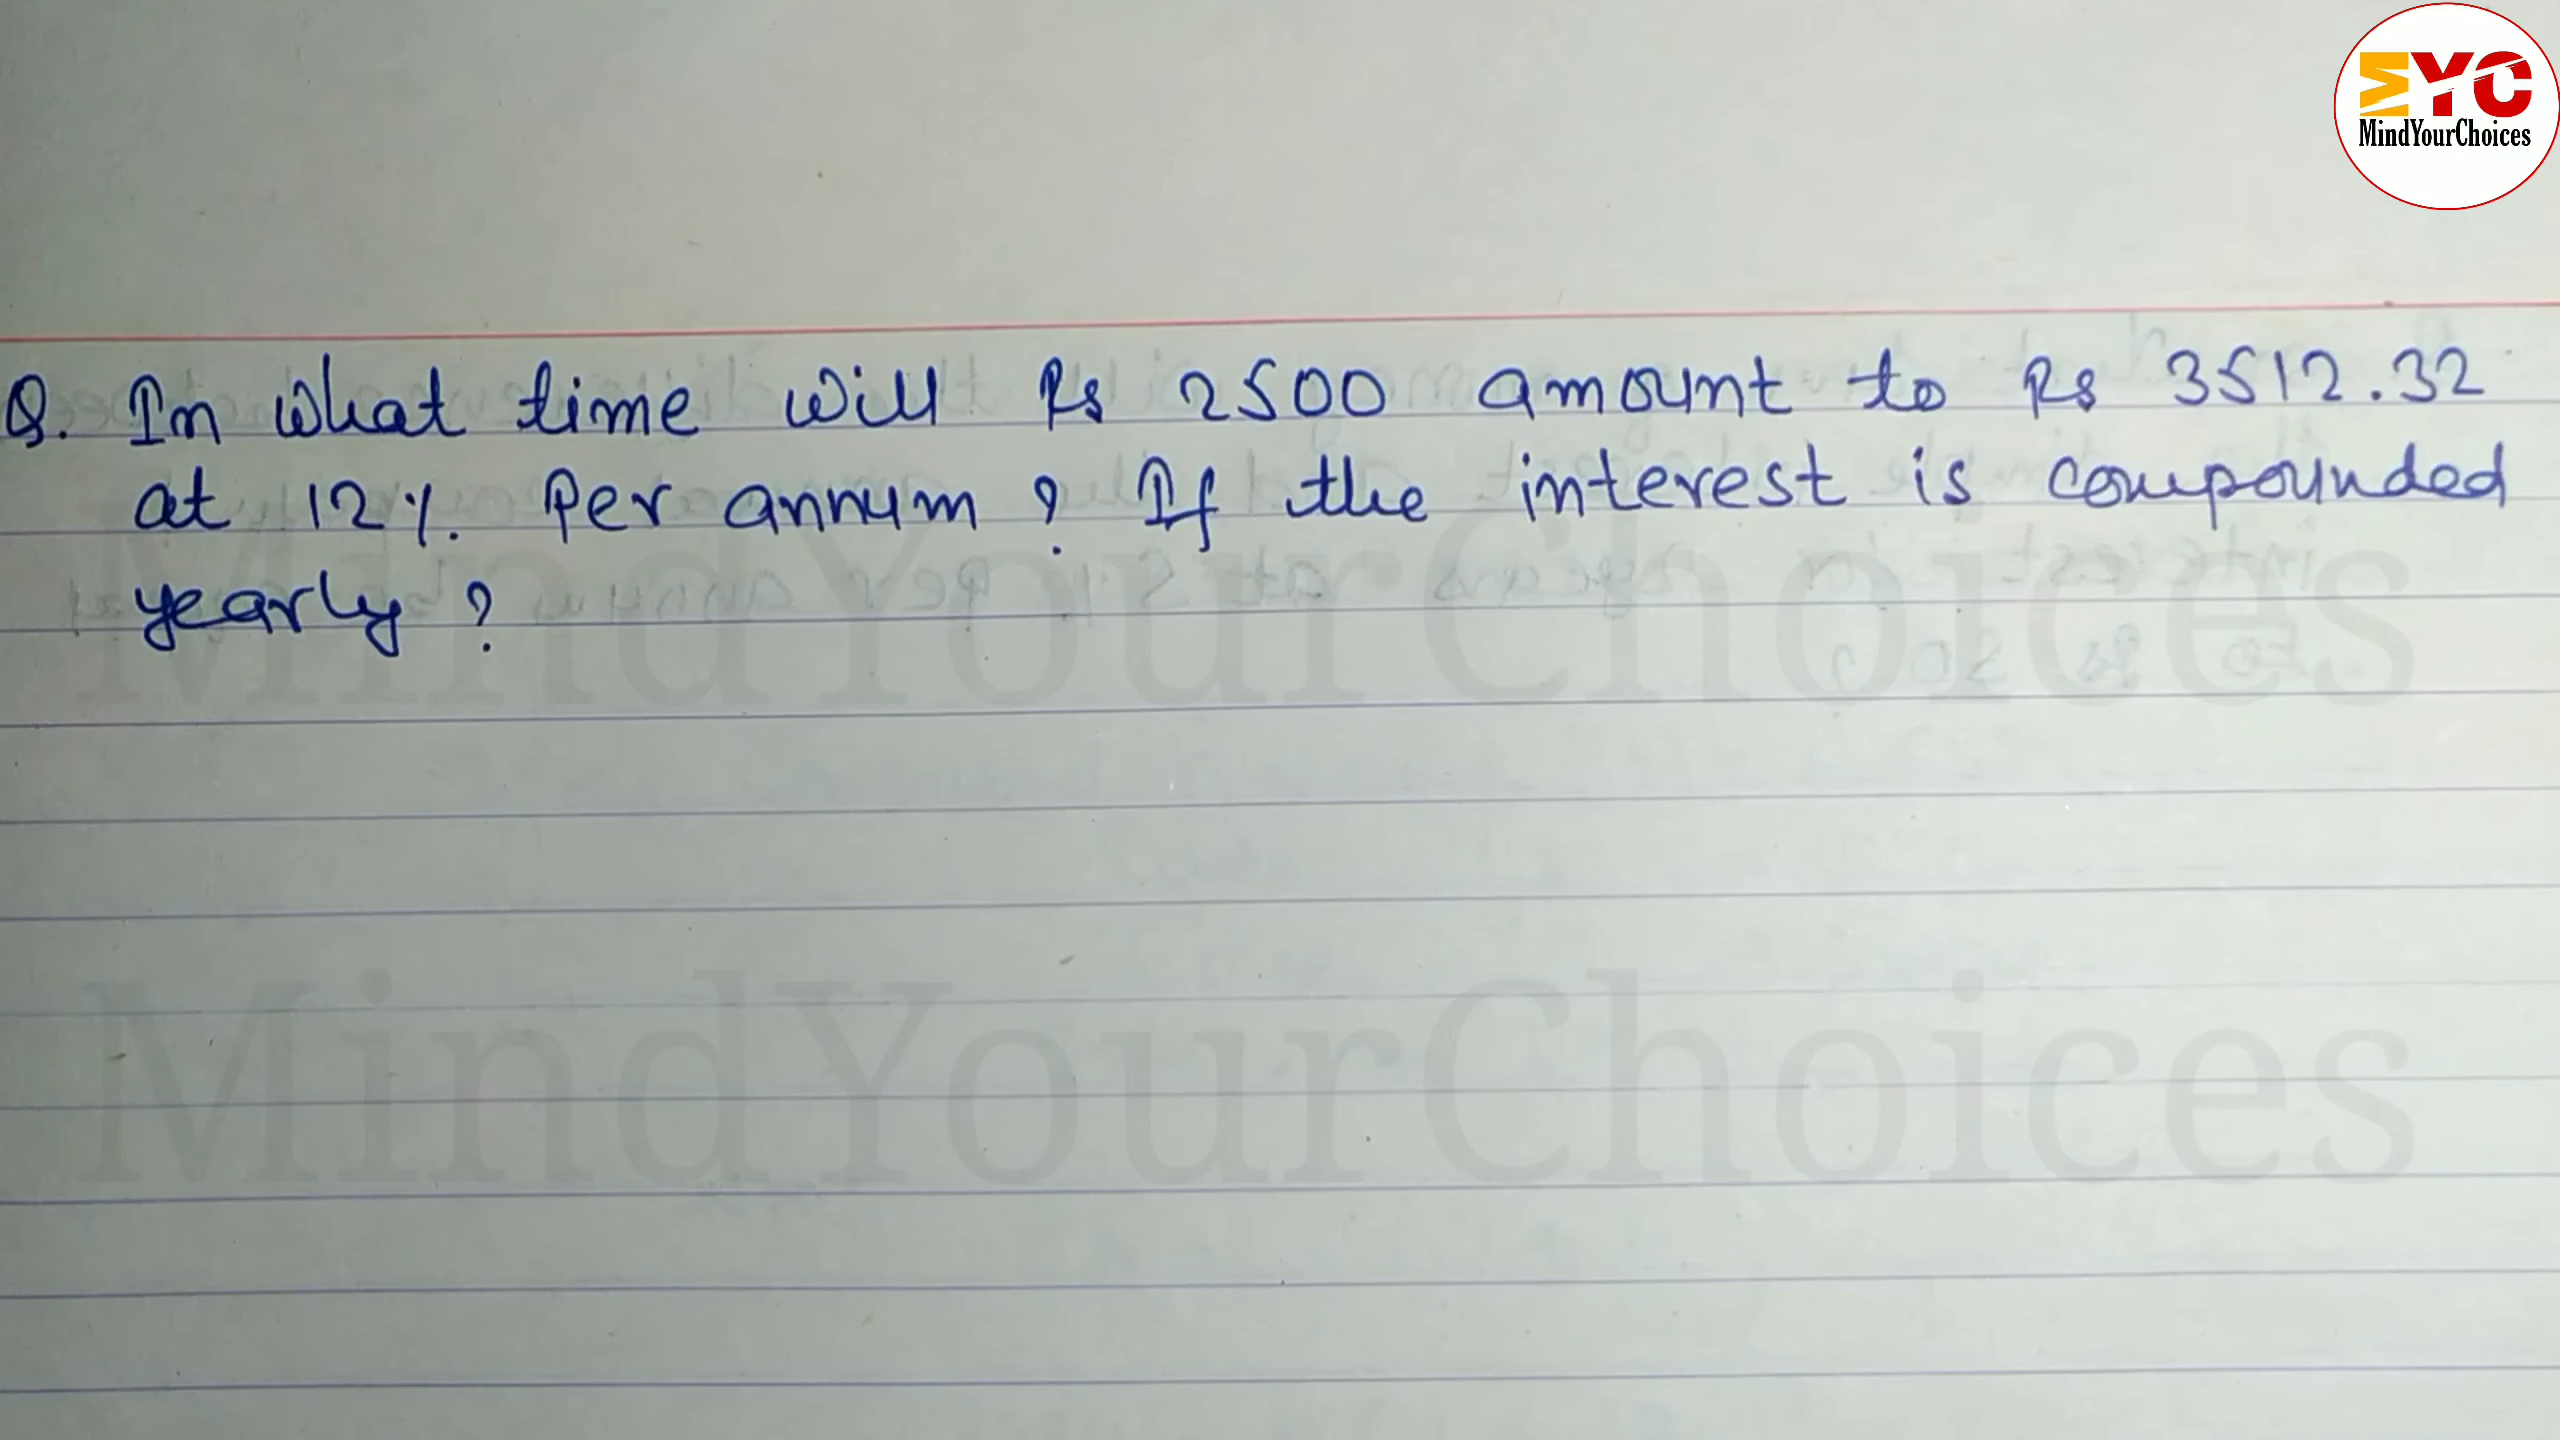 MYC
MindYourChoices
Q. In what time will Rs 2500 amount to Rs 3512.32
at 12%. Per annum ? If the interest is compounded
yearly ?
MindYourChoices
MindYourChoices